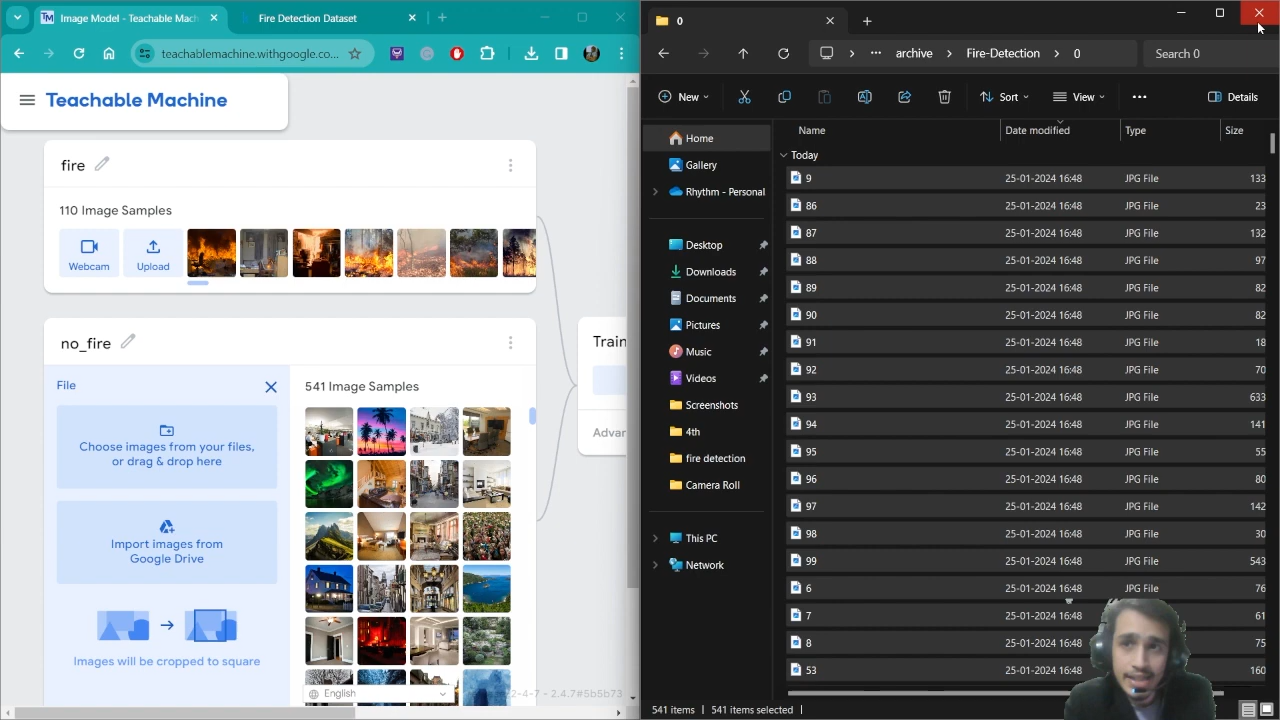 Image Model - Teachable Mach
Fire Detection Dataset
teachablemachine.withgoogle.co...
Teachable Machine
fire
110 Image Samples
Webcam
Upload
no_fire
File
Choose images from your files,
or drag & drop here
Import images from
Google Drive
Images will be cropped to square
541 Image Samples
English
2-4-7 - 2.4.7#5b5b73
Train
Advar
0
archive
Fire-Detection
0
Search 0
New
Sort
View
Details
Home
Gallery
Rhythm - Personal
Desktop
Downloads
Documents
Pictures
Music
Videos
Screenshots
4th
fire detection
Camera Roll
This PC
Network
Name Date modified Type Size
Today
9 25-01-2024 16:48 JPG File 133
86 25-01-2024 16:48 JPG File 23
87 25-01-2024 16:48 JPG File 132
88 25-01-2024 16:48 JPG File 97
89 25-01-2024 16:48 JPG File 82
90 25-01-2024 16:48 JPG File 82
91 25-01-2024 16:48 JPG File 18
92 25-01-2024 16:48 JPG File 70
93 25-01-2024 16:48 JPG File 633
94 25-01-2024 16:48 JPG File 141
95 25-01-2024 16:48 JPG File 55
96 25-01-2024 16:48 JPG File 80
97 25-01-2024 16:48 JPG File 142
98 25-01-2024 16:48 JPG File 30
99 25-01-2024 16:48 JPG File 543
6 25-01-2024 16:48 JPG File 76
7 25-01-2024 16:48 61
8 25-01-2024 16:48 75
53 25-01-2024 16:48 160
541 items
541 items selected